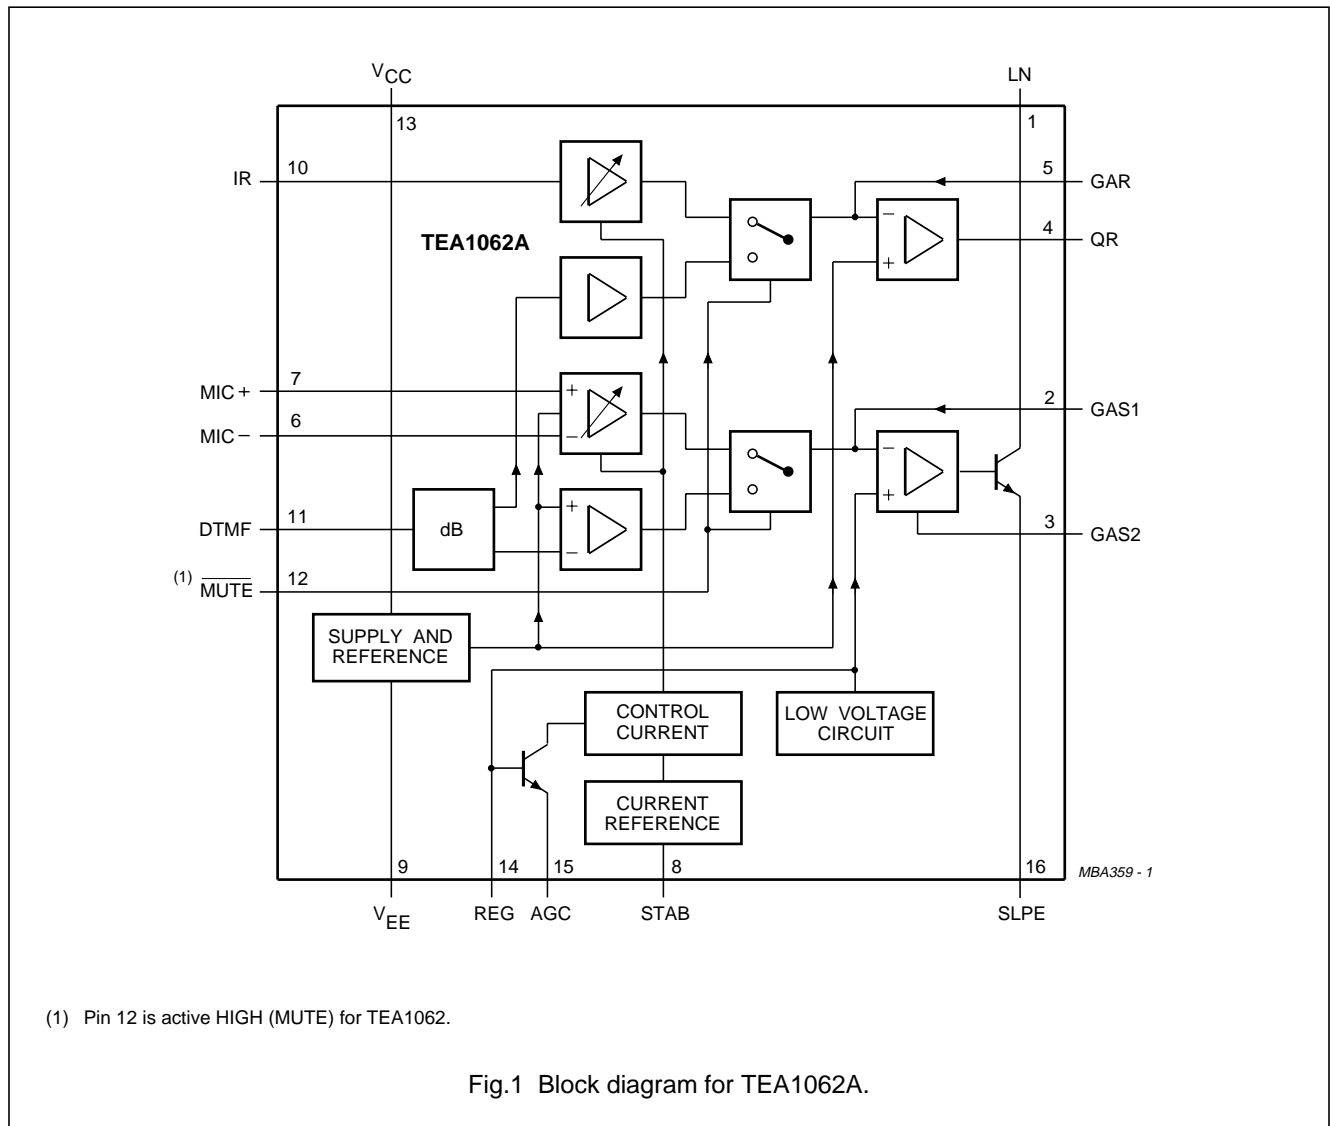 VCC
LN
13
1
IR
10
5
GAR
TEA1062A
−
4
QR
+
MIC+
7
+
2
GAS1
MIC−
6
−
−
+
DTMF
11
dB
+
−
3
GAS2
(1) MUTE
12
SUPPLY AND
REFERENCE
CONTROL
CURRENT
LOW VOLTAGE
CIRCUIT
CURRENT
REFERENCE
9
14
15
8
16
MBA359 - 1
VEE
REG
AGC
STAB
SLPE
(1) Pin 12 is active HIGH (MUTE) for TEA1062.
Fig.1 Block diagram for TEA1062A.